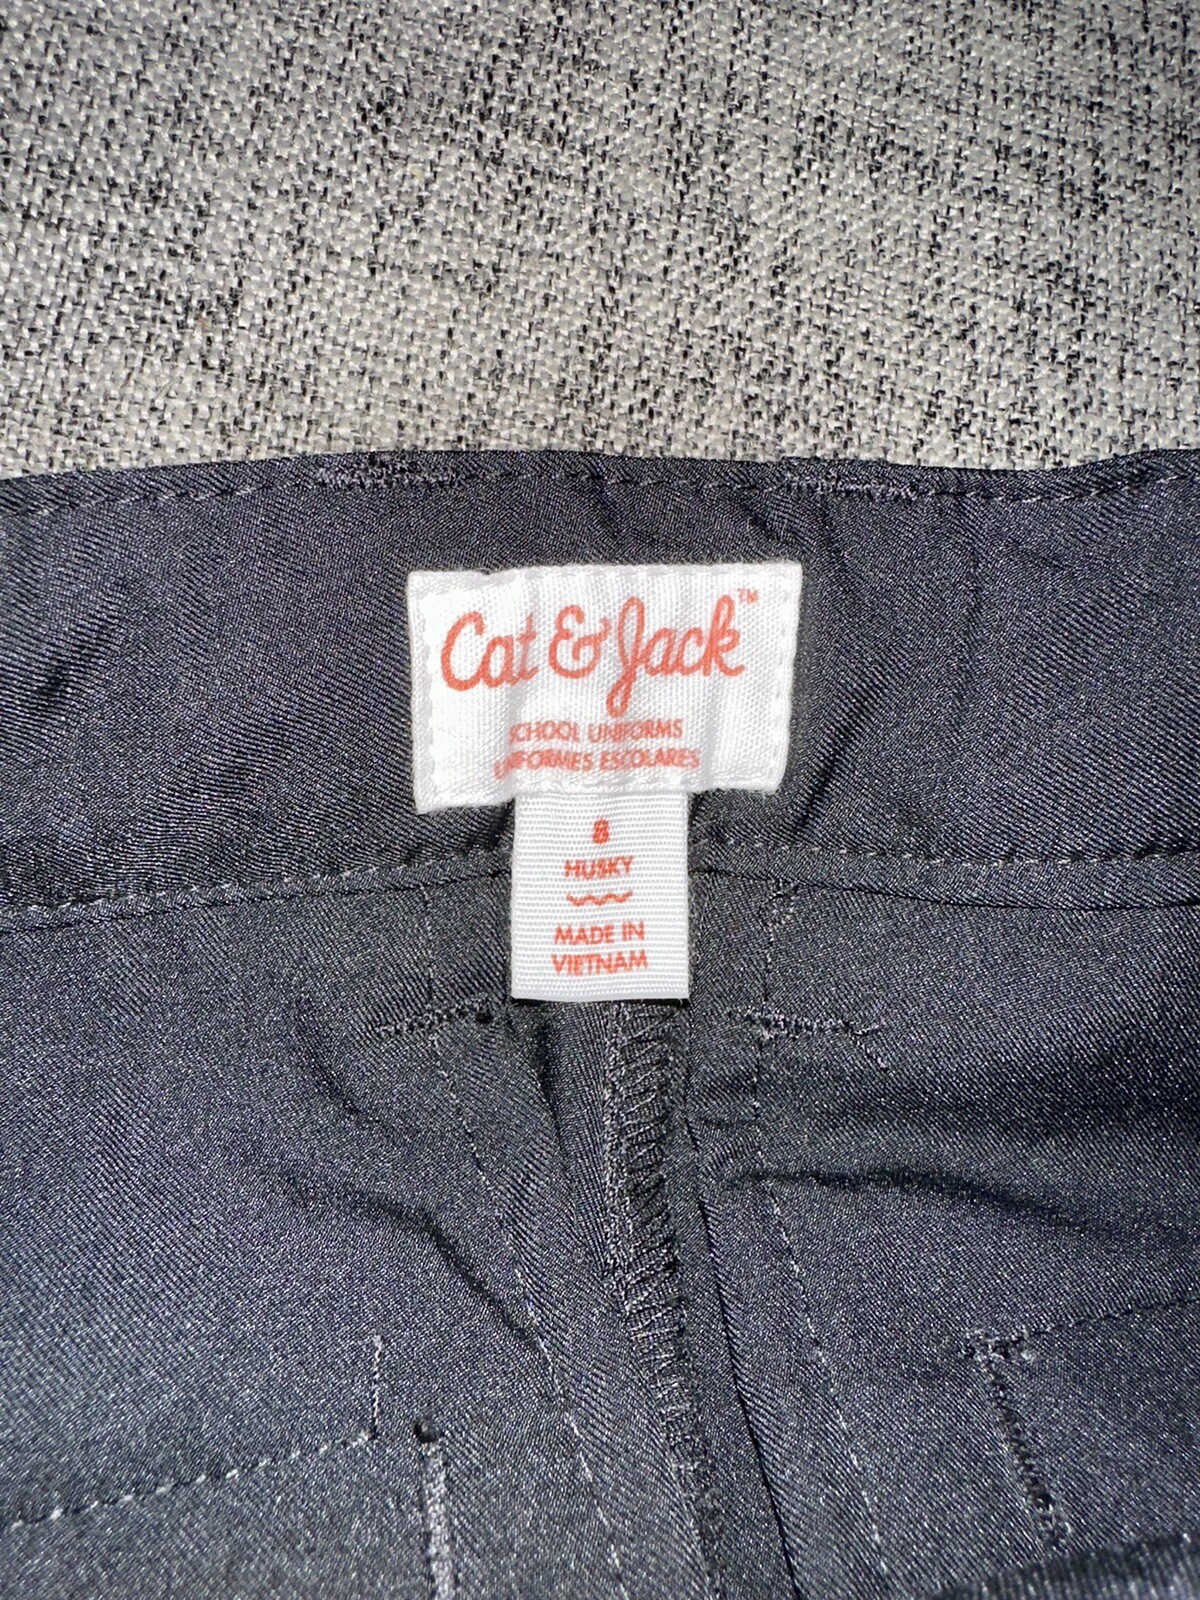 Cat & Jack™
SCHOOL UNIFORMS
UNIFORMES ESCOLARES
8
HUSKY
MADE IN
VIETNAM